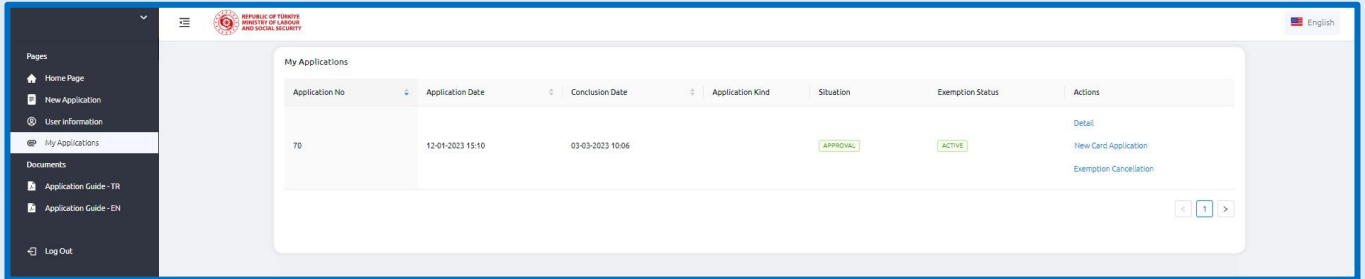 REPUBLIC OF TÜRKİYE
MINISTRY OF LABOUR
AND SOCIAL SECURITY
English
Pages
Home Page
New Application
User information
My Applications
Documents
Application Guide - TR
Application Guide - EN
Log Out
My Applications
Application No Application Date Conclusion Date Application Kind Situation Exemption Status Actions
70 12-01-2023 15:10 03-03-2023 10:06 APPROVAL ACTIVE
Detail
New Card Application
Exemption Cancellation
< 1 >